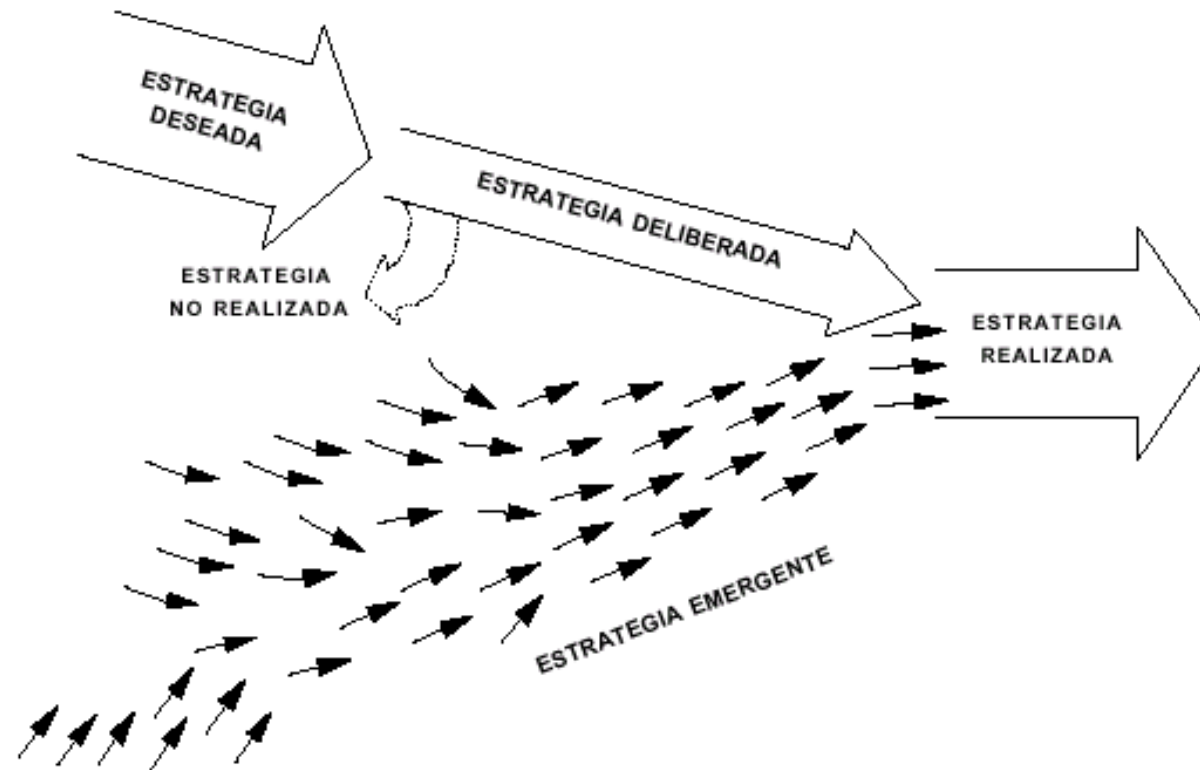 ESTRATEGIA
DESEADA
ESTRATEGIA DELIBERADA
ESTRATEGIA
NO REALIZADA
ESTRATEGIA
REALIZADA
ESTRATEGIA EMERGENTE